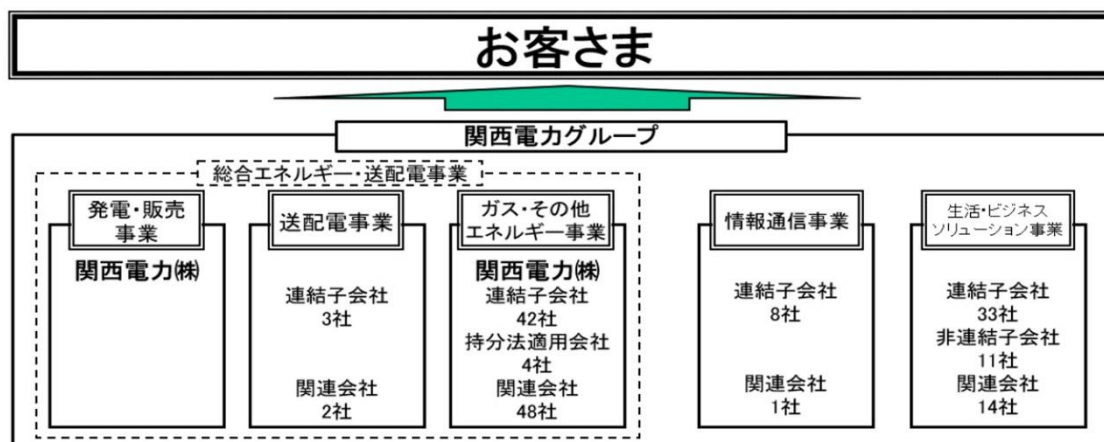 お客さま
関西電力グループ
総合エネルギー・送配電事業
発電・販売
事業
関西電力㈱
送配電事業
連結子会社
3社
関連会社
2社
ガス・その他
エネルギー事業
関西電力㈱
連結子会社
42社
持分法適用会社
4社
関連会社
48社
情報通信事業
連結子会社
8社
関連会社
1社
生活・ビジネス
ソリューション事業
連結子会社
33社
非連結子会社
11社
関連会社
14社